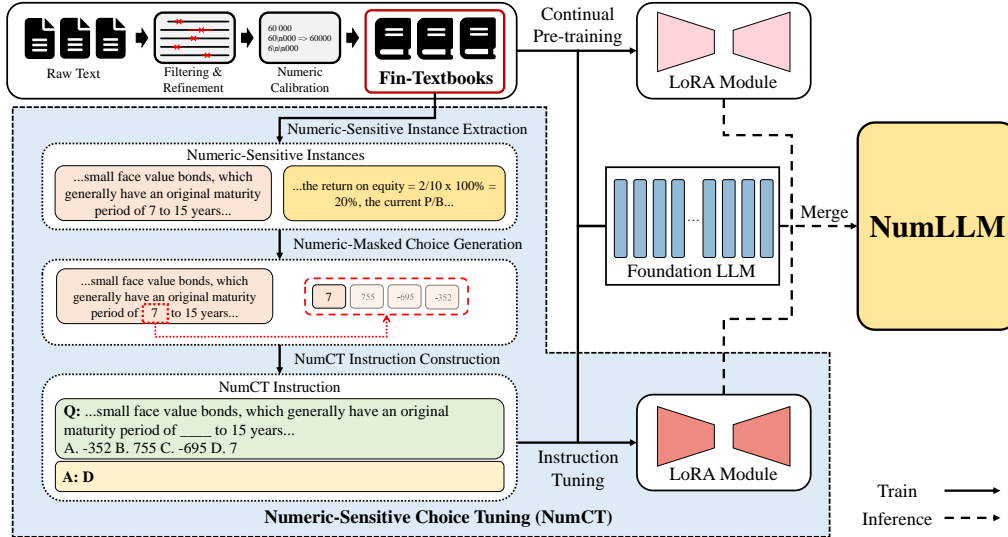 60 000
60\n000 => 60000
6\n\n000
Raw Text
Filtering &
Refinement
Numeric
Calibration
Fin-Textbooks
Continual
Pre-training
LoRA Module
Numeric-Sensitive Instance Extraction
Numeric-Sensitive Instances
...small face value bonds, which
generally have an original maturity
period of 7 to 15 years...
...the return on equity = 2/10 x 100% =
20%, the current P/B...
Numeric-Masked Choice Generation
...small face value bonds, which
generally have an original maturity
period of 7 to 15 years...
7 755 -695 -352
NumCT Instruction Construction
NumCT Instruction
Q: ...small face value bonds, which generally have an original
maturity period of ____ to 15 years...
A. -352 B. 755 C. -695 D. 7
A: D
Numeric-Sensitive Choice Tuning (NumCT)
...
Foundation LLM
Merge
NumLLM
Instruction
Tuning
LoRA Module
Train
Inference